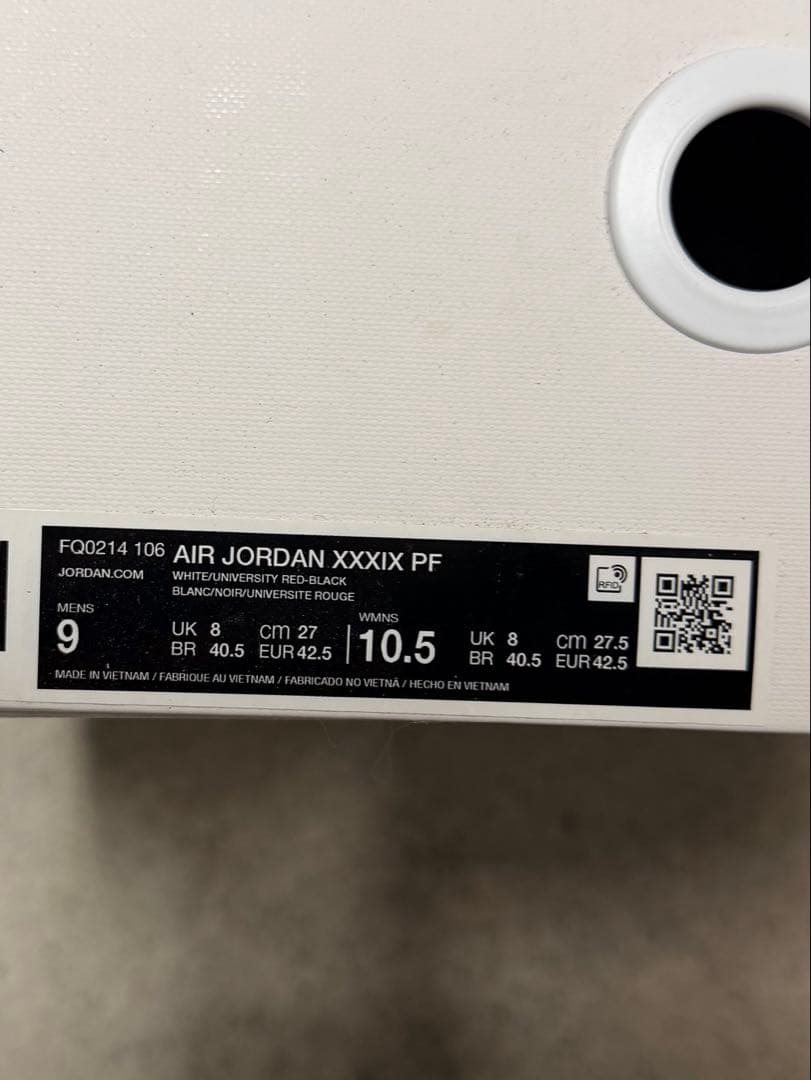 FQ0214 106 AIR JORDAN XXXIX PF
JORDAN.COM
WHITE/UNIVERSITY RED-BLACK
BLANC/NOIR/UNIVERSITE ROUGE
RFID
MENS
9
UK 8 cm 27
BR 40.5 EUR 42.5
WMNS
10.5
UK 8 cm 27.5
BR 40.5 EUR 42.5
MADE IN VIETNAM / FABRIQUE AU VIETNAM / FABRICADO NO VIETNÃ / HECHO EN VIETNAM